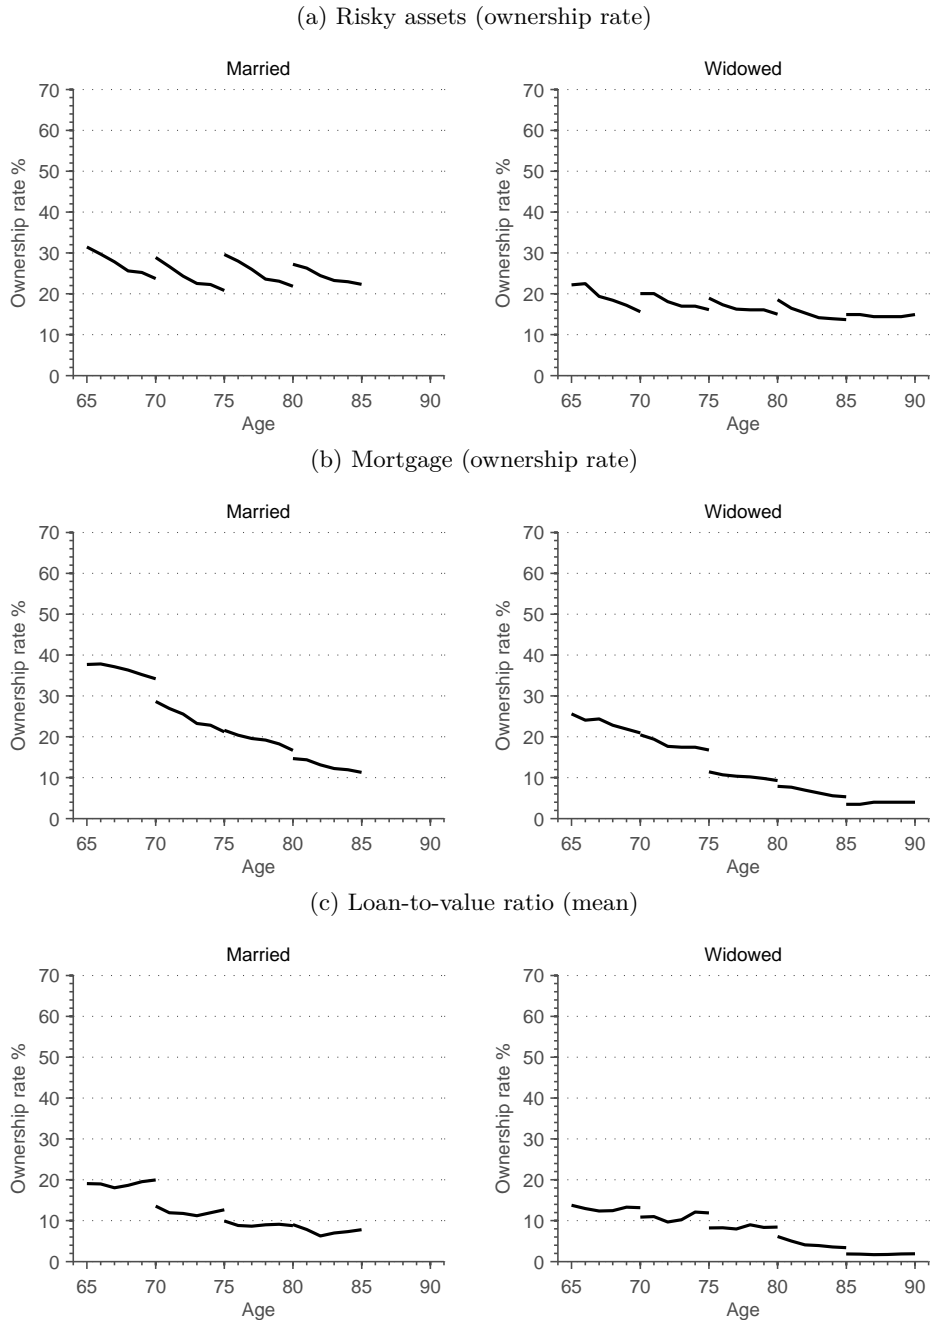 (a) Risky assets (ownership rate)
Married
Ownership rate %
70
60
50
40
30
20
10
0
65 70 75 80 85 90
Age
Widowed
Ownership rate %
70
60
50
40
30
20
10
0
65 70 75 80 85 90
Age
(b) Mortgage (ownership rate)
Married
Ownership rate %
70
60
50
40
30
20
10
0
65 70 75 80 85 90
Age
Widowed
Ownership rate %
70
60
50
40
30
20
10
0
65 70 75 80 85 90
Age
(c) Loan-to-value ratio (mean)
Married
Ownership rate %
70
60
50
40
30
20
10
0
65 70 75 80 85 90
Age
Widowed
Ownership rate %
70
60
50
40
30
20
10
0
65 70 75 80 85 90
Age